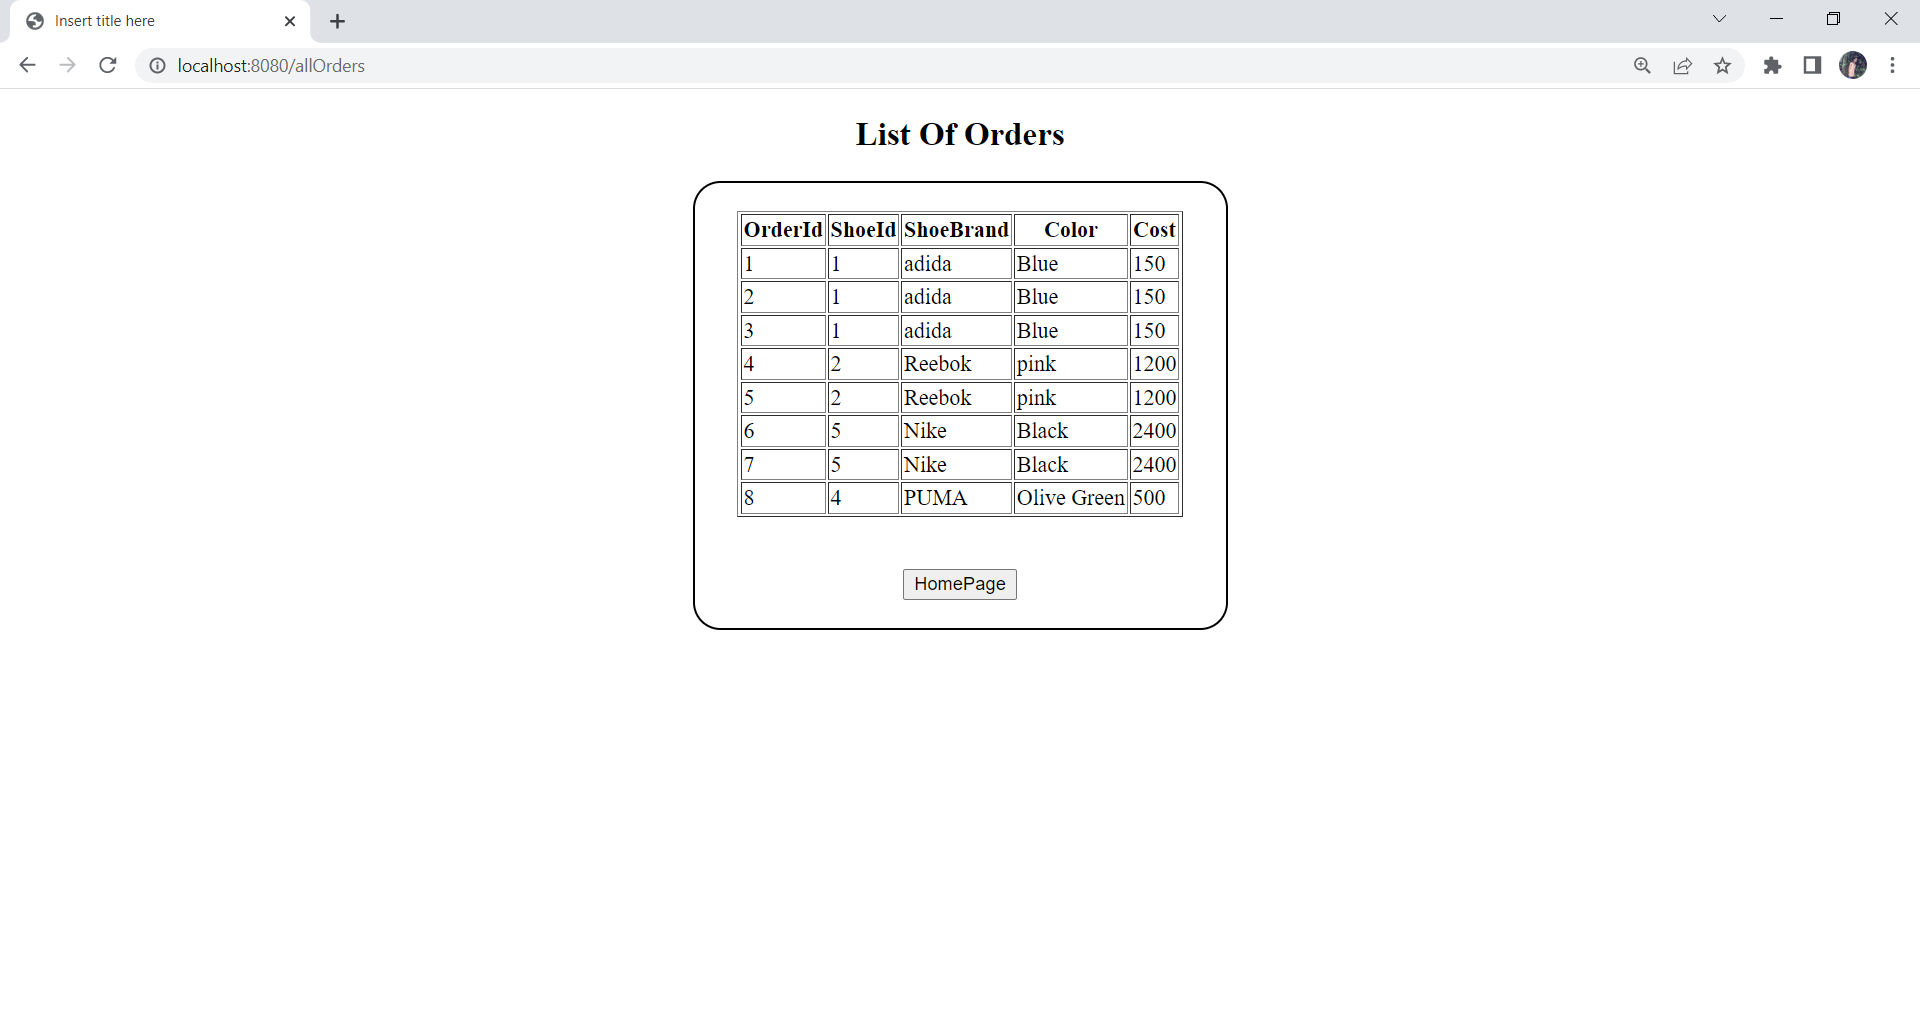 Insert title here
localhost:8080/allOrders
List Of Orders
OrderId ShoeId ShoeBrand Color Cost
1 1 adida Blue 150
2 1 adida Blue 150
3 1 adida Blue 150
4 2 Reebok pink 1200
5 2 Reebok pink 1200
6 5 Nike Black 2400
7 5 Nike Black 2400
8 4 PUMA Olive Green 500
HomePage